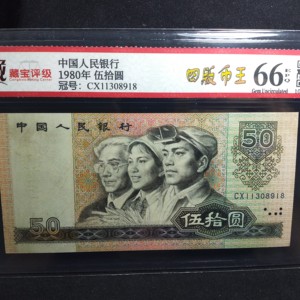 藏
藏宝评级
中国人民银行
1980年 伍拾圆
冠号: CX11308918
四版币王
66 EPQ
Gem Uncirculated
中国人民银行
50
CX11308918
50
伍拾圆